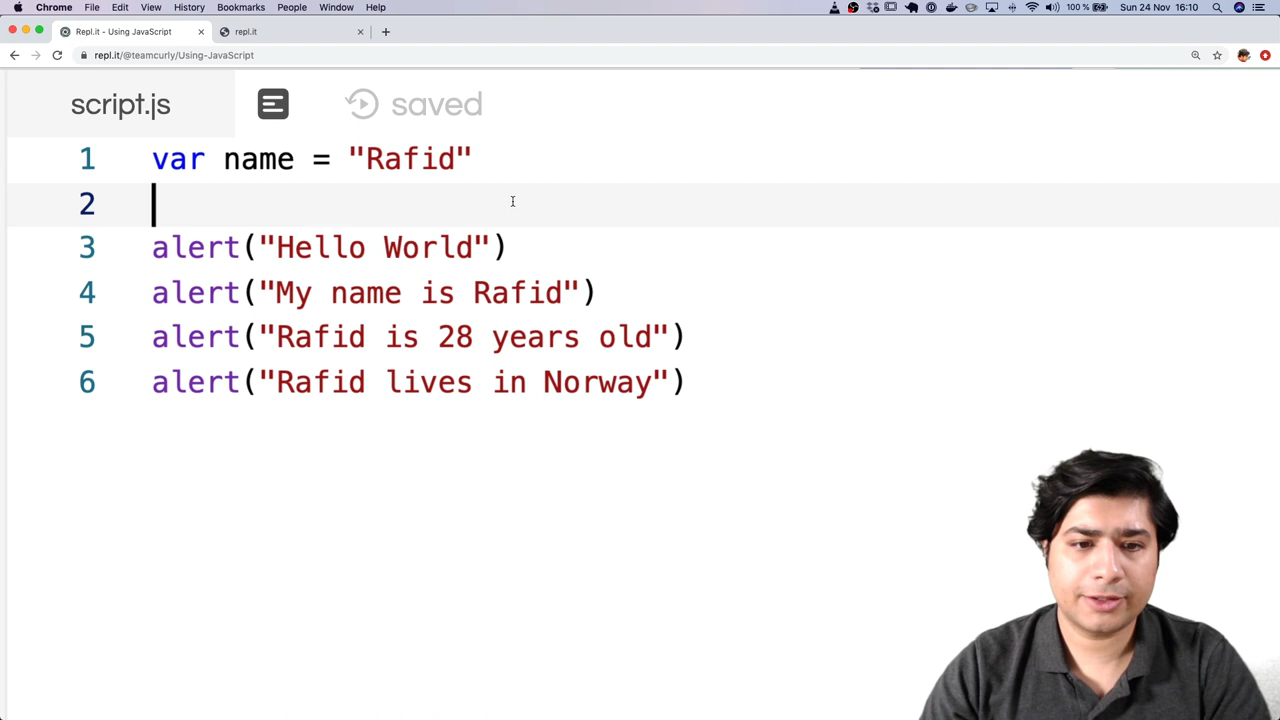 Chrome File Edit View History Bookmarks People Window Help 100 % Sun 24 Nov 16:10
Repl.it - Using JavaScript repl.it
repl.it/@teamcurly/Using-JavaScript
script.js saved
1 var name = "Rafid"
2
3 alert("Hello World")
4 alert("My name is Rafid")
5 alert("Rafid is 28 years old")
6 alert("Rafid lives in Norway")